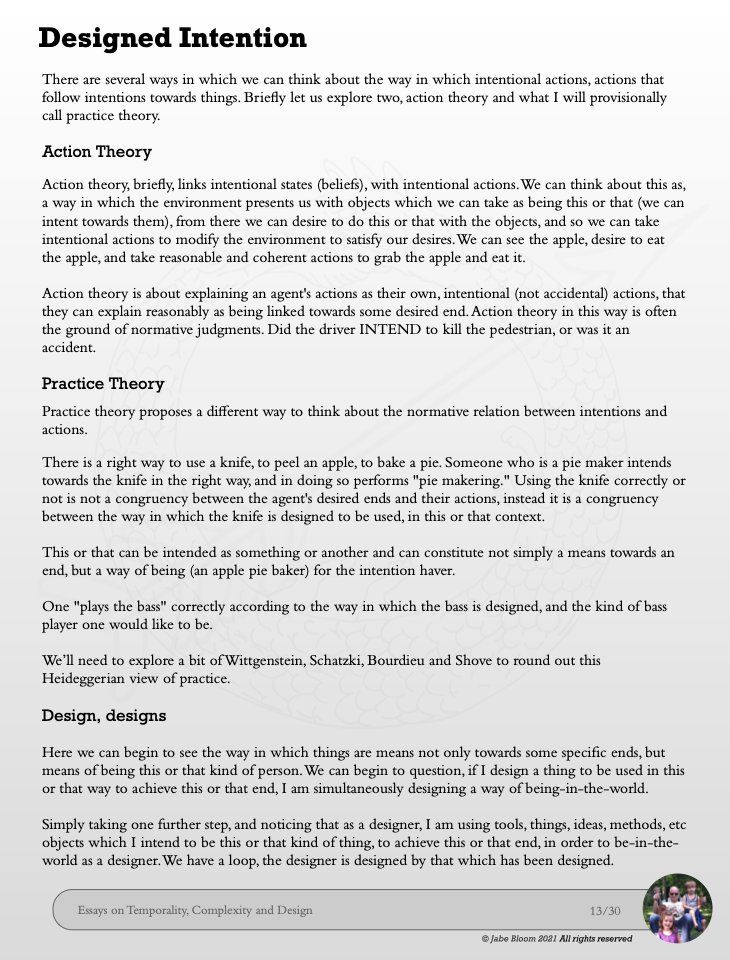 Designed Intention
There are several ways in which we can think about the way in which intentional actions, actions that
follow intentions towards things. Briefly let us explore two, action theory and what I will provisionally
call practice theory.
Action Theory
Action theory, briefly, links intentional states (beliefs), with intentional actions. We can think about this as,
a way in which the environment presents us with objects which we can take as being this or that (we can
intent towards them), from there we can desire to do this or that with the objects, and so we can take
intentional actions to modify the environment to satisfy our desires. We can see the apple, desire to eat
the apple, and take reasonable and coherent actions to grab the apple and eat it.
Action theory is about explaining an agent's actions as their own, intentional (not accidental) actions, that
they can explain reasonably as being linked towards some desired end. Action theory in this way is often
the ground of normative judgments. Did the driver INTEND to kill the pedestrian, or was it an
accident.
Practice Theory
Practice theory proposes a different way to think about the normative relation between intentions and
actions.
There is a right way to use a knife, to peel an apple, to bake a pie. Someone who is a pie maker intends
towards the knife in the right way, and in doing so performs "pie makering." Using the knife correctly or
not is not a congruency between the agent's desired ends and their actions, instead it is a congruency
between the way in which the knife is designed to be used, in this or that context.
This or that can be intended as something or another and can constitute not simply a means towards an
end, but a way of being (an apple pie baker) for the intention haver.
One "plays the bass" correctly according to the way in which the bass is designed, and the kind of bass
player one would like to be.
We'll need to explore a bit of Wittgenstein, Schatzki, Bourdieu and Shove to round out this
Heideggerian view of practice.
Design, designs
Here we can begin to see the way in which things are means not only towards some specific ends, but
means of being this or that kind of person. We can begin to question, if I design a thing to be used in this
or that way to achieve this or that end, I am simultaneously designing a way of being-in-the-world.
Simply taking one further step, and noticing that as a designer, I am using tools, things, ideas, methods, etc
objects which I intend to be this or that kind of thing, to achieve this or that end, in order to be-in-the-
world as a designer. We have a loop, the designer is designed by that which has been designed.
Essays on Temporality, Complexity and Design
13/30
© Jabe Bloom 2021 All rights reserved